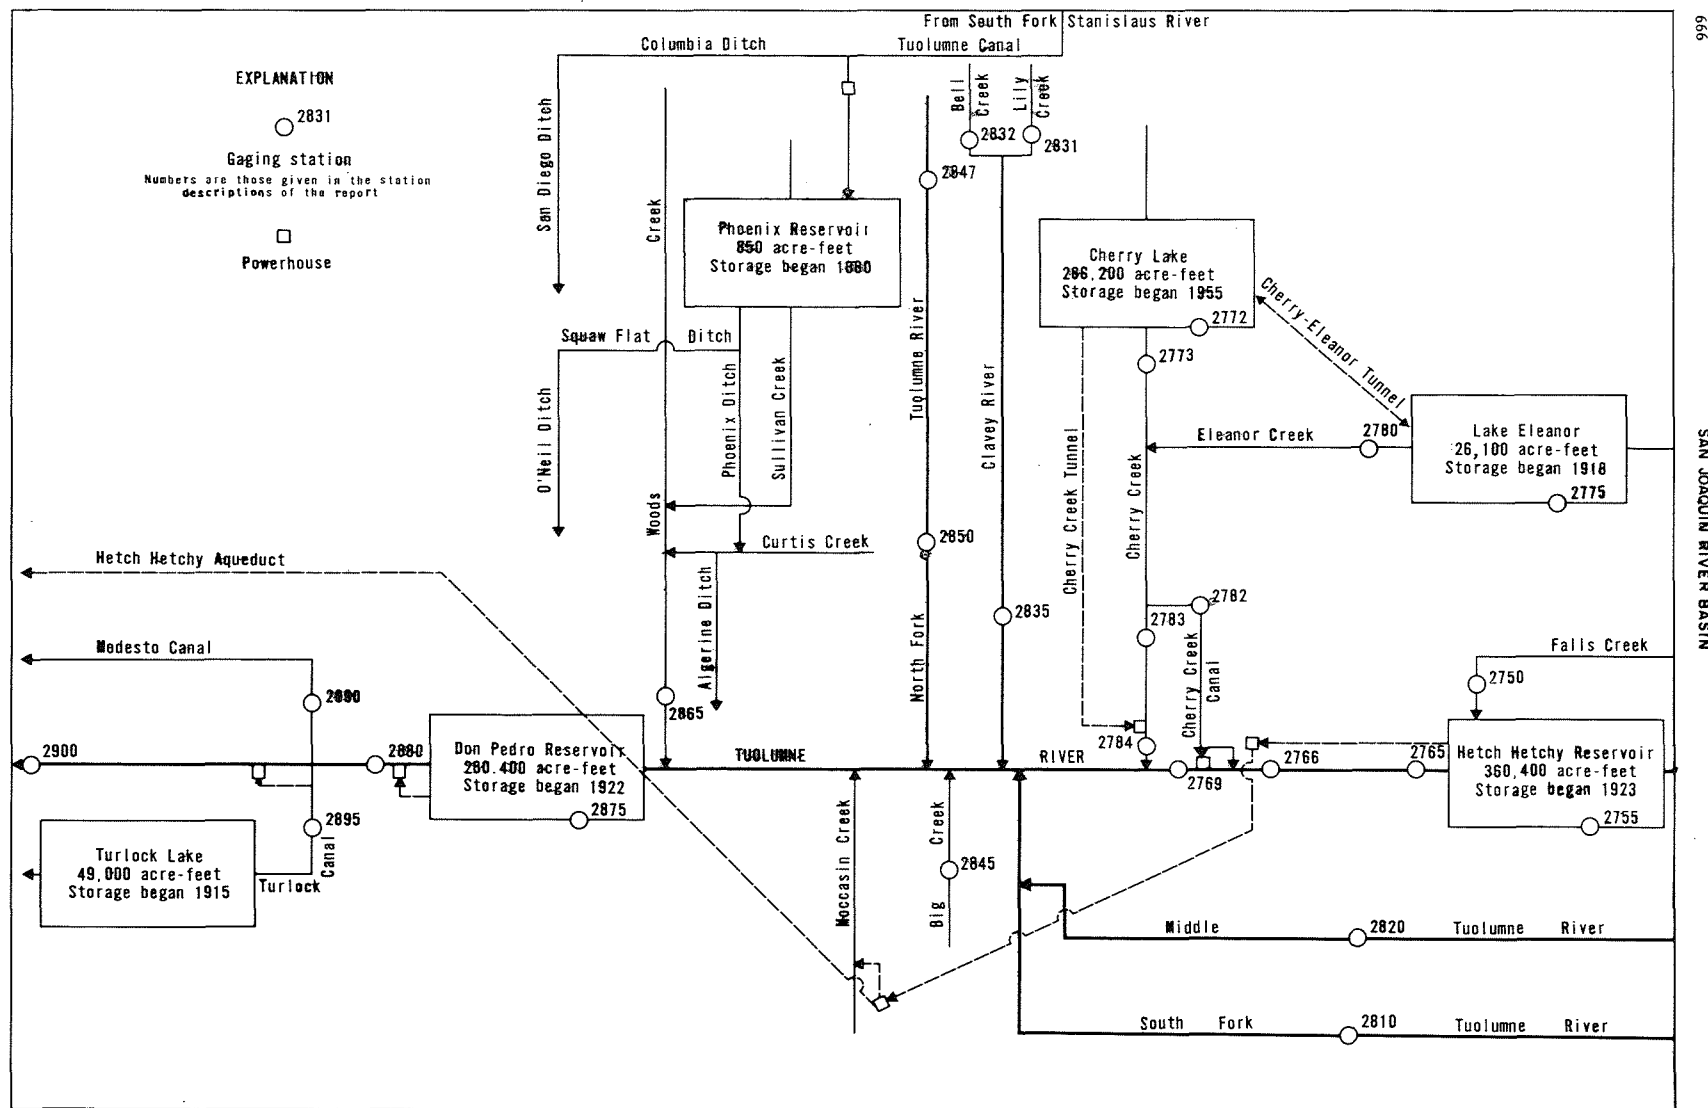 666
SAN JOAQUIN RIVER BASIN
From South Fork Stanislaus River
Columbia Ditch
Tuolumne Canal
EXPLANATION
2831
Gaging station
Numbers are those given in the station
descriptions of the report
Powerhouse
San Diego Ditch
Creek
Woods
Bell
Creek
Lily
Creek
2832
2831
2847
Phoenix Reservoir
850 acre-feet
Storage began 1880
Cherry Lake
286,200 acre-feet
Storage began 1955
2772
2773
Cherry-Eleanor Tunnel
Squaw Flat Ditch
O'Neil Ditch
Phoenix Ditch
Sullivan Creek
Tuolumne River
North Fork
Clavey River
Cherry Creek Tunnel
Cherry Creek
Eleanor Creek
2780
Lake Eleanor
26,100 acre-feet
Storage began 1918
2775
2850
Curtis Creek
Hetch Hetchy Aqueduct
Algerine Ditch
2835
2782
2783
Cherry Creek
Canal
Modesto Canal
Falls Creek
2750
2890
2865
2784
2900
2880
Don Pedro Reservoir
290,400 acre-feet
Storage began 1922
2875
TUOLUMNE RIVER
2769
2766
2765
Hetch Hetchy Reservoir
360,400 acre-feet
Storage began 1923
2755
2895
Turlock Lake
49,000 acre-feet
Storage began 1915
Turlock
Canal
Moccasin Creek
Big Creek
2845
Middle Tuolumne River
2820
South Fork Tuolumne River
2810